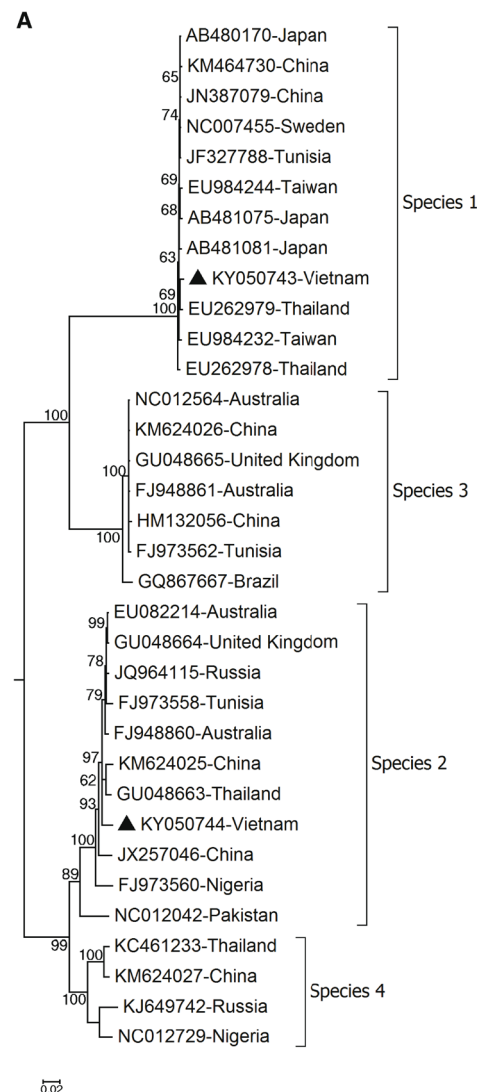 A
AB480170-Japan
KM464730-China
65
JN387079-China
74
NC007455-Sweden
JF327788-Tunisia
69
EU984244-Taiwan
Species 1
68
AB481075-Japan
AB481081-Japan
63
KY050743-Vietnam
69
100
EU262979-Thailand
EU984232-Taiwan
EU262978-Thailand
NC012564-Australia
100
KM624026-China
GU048665-United Kingdom
100
FJ948861-Australia
Species 3
HM132056-China
100
FJ973562-Tunisia
GQ867667-Brazil
EU082214-Australia
99
GU048664-United Kingdom
78
JQ964115-Russia
79
FJ973558-Tunisia
FJ948860-Australia
97
KM624025-China
Species 2
62
GU048663-Thailand
93
KY050744-Vietnam
100
JX257046-China
89
FJ973560-Nigeria
NC012042-Pakistan
99
KC461233-Thailand
100
KM624027-China
Species 4
100
KJ649742-Russia
NC012729-Nigeria
0.02